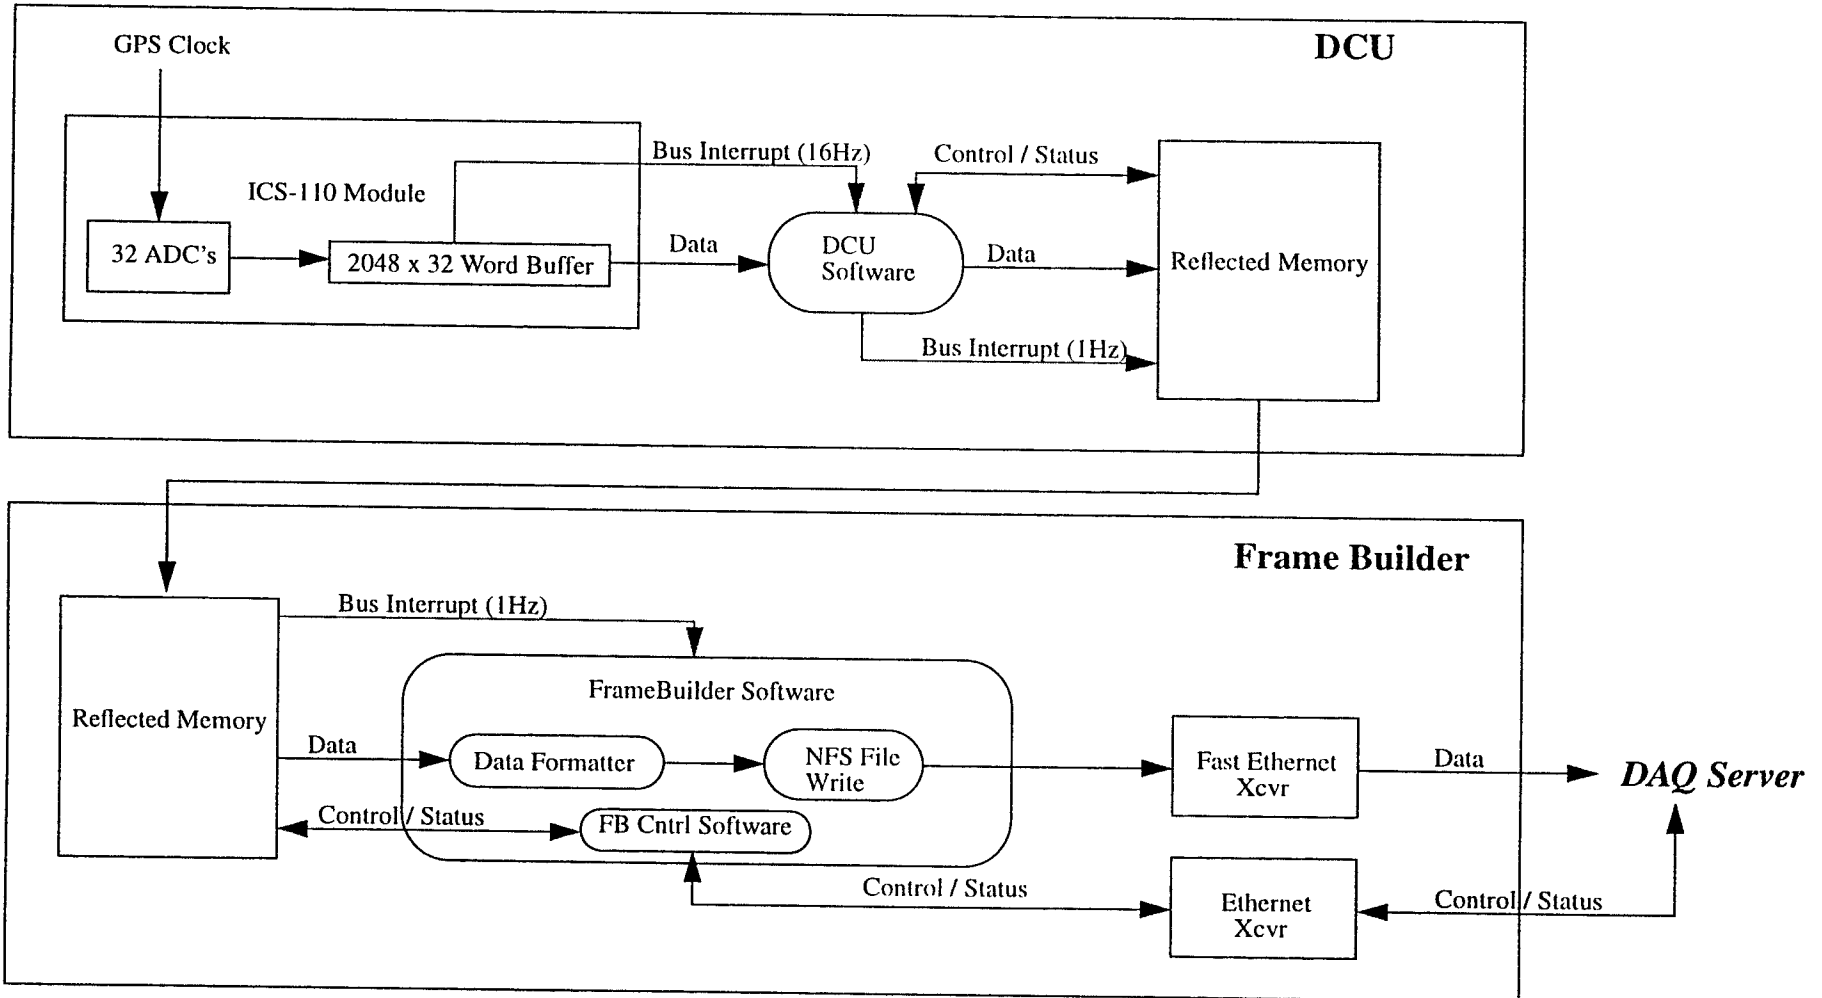 DCU
GPS Clock
Bus Interrupt (16Hz)
Control / Status
ICS-110 Module
32 ADC's
2048 x 32 Word Buffer
Data
DCU
Software
Data
Reflected Memory
Bus Interrupt (1Hz)
Frame Builder
Bus Interrupt (1Hz)
FrameBuilder Software
Reflected Memory
Data
Data Formatter
NFS File
Write
Fast Ethernet
Xcvr
Data
DAQ Server
Control / Status
FB Cntrl Software
Control / Status
Ethernet
Xcvr
Control / Status